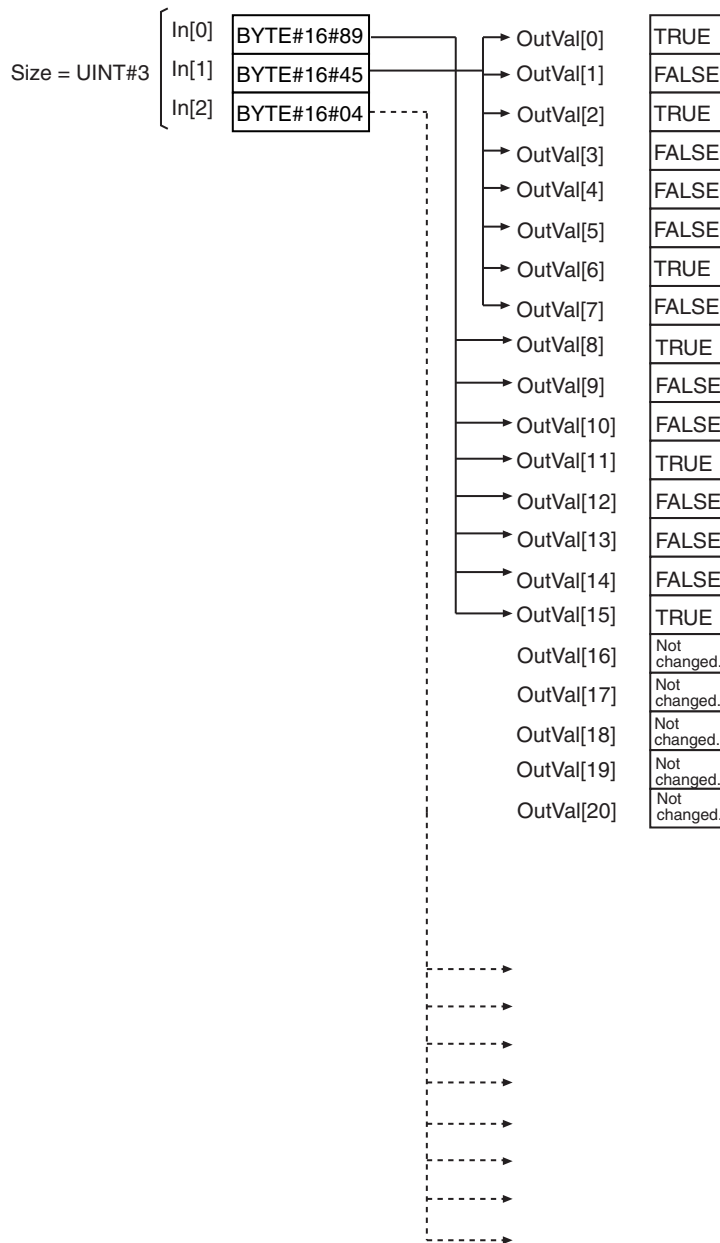 Size = UINT#3
In[0] BYTE#16#89
In[1] BYTE#16#45
In[2] BYTE#16#04
OutVal[0] TRUE
OutVal[1] FALSE
OutVal[2] TRUE
OutVal[3] FALSE
OutVal[4] FALSE
OutVal[5] FALSE
OutVal[6] TRUE
OutVal[7] FALSE
OutVal[8] TRUE
OutVal[9] FALSE
OutVal[10] FALSE
OutVal[11] TRUE
OutVal[12] FALSE
OutVal[13] FALSE
OutVal[14] FALSE
OutVal[15] TRUE
OutVal[16] Not
changed.
OutVal[17] Not
changed.
OutVal[18] Not
changed.
OutVal[19] Not
changed.
OutVal[20] Not
changed.